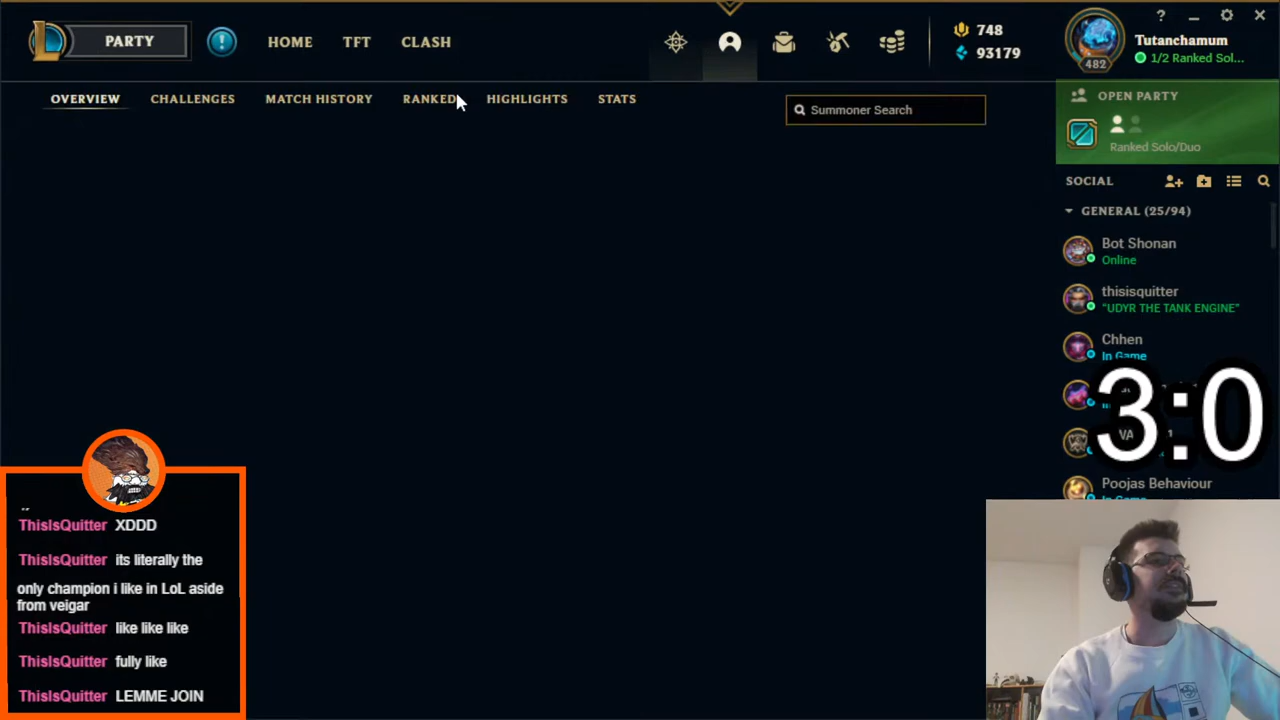 PARTY
HOME
TFT
CLASH
748
93179
?
Tutanchamum
1/2 Ranked Sol...
482
OVERVIEW
CHALLENGES
MATCH HISTORY
RANKED
HIGHLIGHTS
STATS
Summoner Search
OPEN PARTY
Ranked Solo/Duo
SOCIAL
GENERAL (25/94)
Bot Shonan
Online
thisisquitter
"UDYR THE TANK ENGINE"
Chhen
In Game
3:0
Poojas Behaviour
ThisIsQuitter XDDD
ThisIsQuitter its literally the
only champion i like in LoL aside
from veigar
ThisIsQuitter like like like
ThisIsQuitter fully like
ThisIsQuitter LEMME JOIN